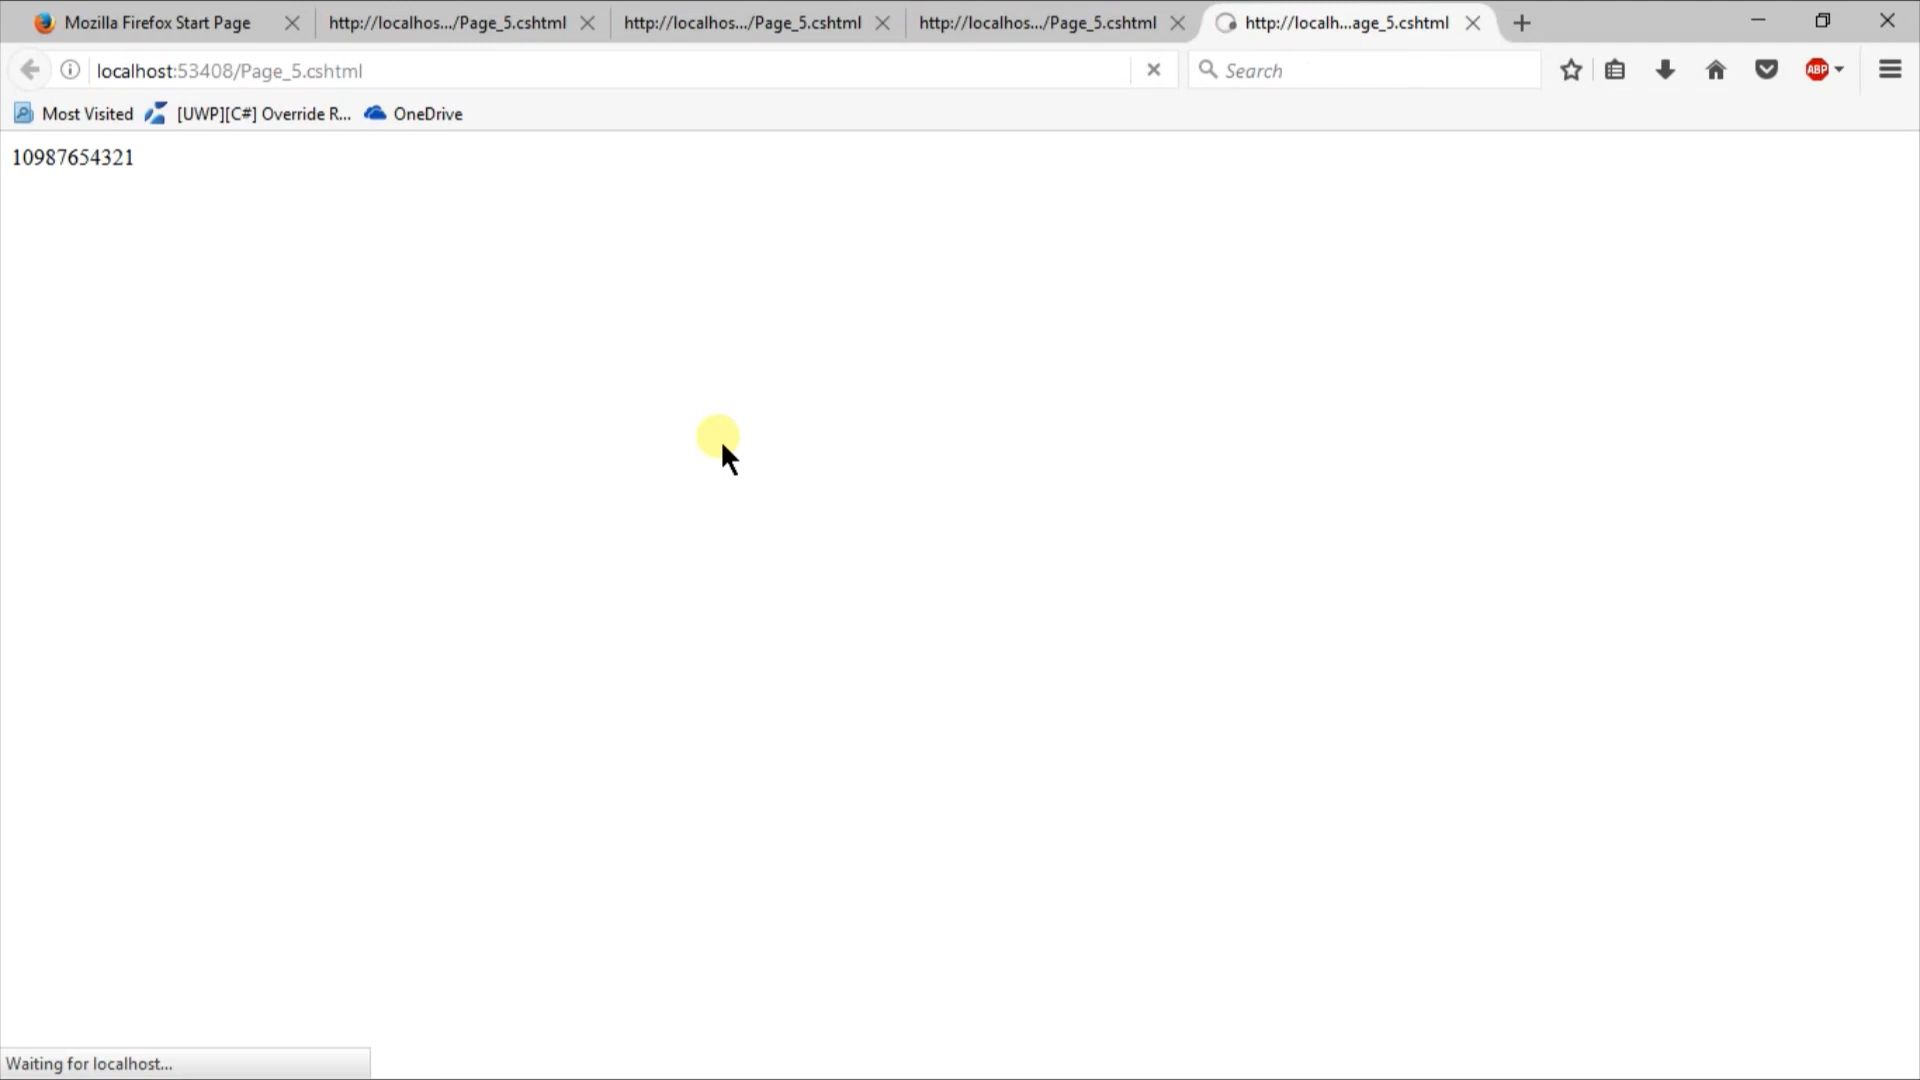 Mozilla Firefox Start Page
http://localhos.../Page_5.cshtml
http://localhos.../Page_5.cshtml
http://localhos.../Page_5.cshtml
http://localh...age_5.cshtml
localhost:53408/Page_5.cshtml
Search
ABP
Most Visited
[UWP][C#] Override R...
OneDrive
10987654321
Waiting for localhost...